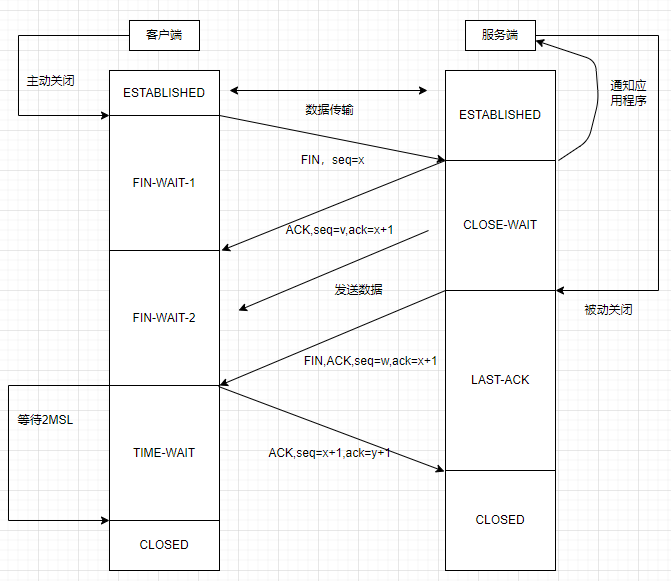 客户端
服务端
主动关闭
ESTABLISHED
数据传输
ESTABLISHED
通知应
用程序
FIN，seq=x
FIN-WAIT-1
ACK,seq=v,ack=x+1
CLOSE-WAIT
发送数据
FIN-WAIT-2
被动关闭
FIN,ACK,seq=w,ack=x+1
LAST-ACK
等待2MSL
TIME-WAIT
ACK,seq=x+1,ack=y+1
CLOSED
CLOSED